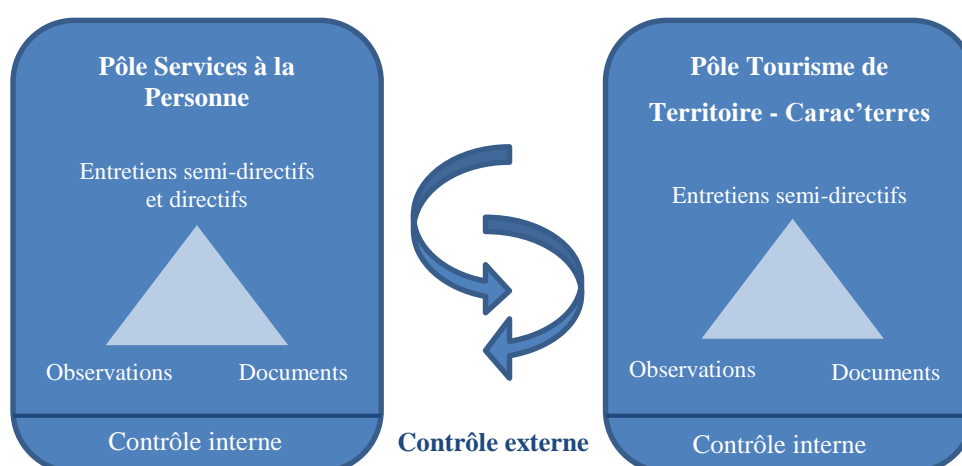 Pôle Services à la
Personne
Entretiens semi-directifs
et directifs
Observations
Documents
Contrôle interne
Contrôle externe
Pôle Tourisme de
Territoire - Carac’terres
Entretiens semi-directifs
Observations
Documents
Contrôle interne